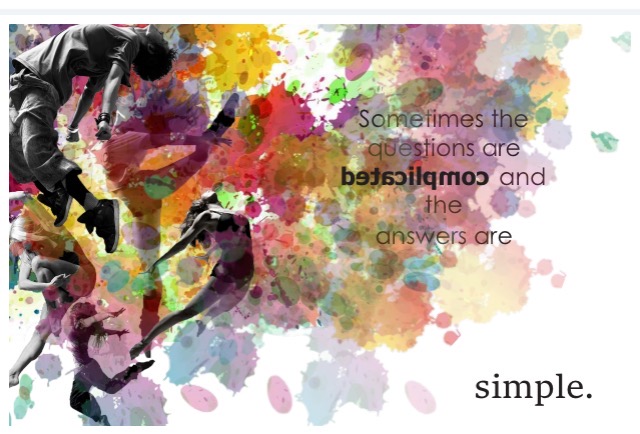 Sometimes the
questions are
complicated and
the
answers are
simple.